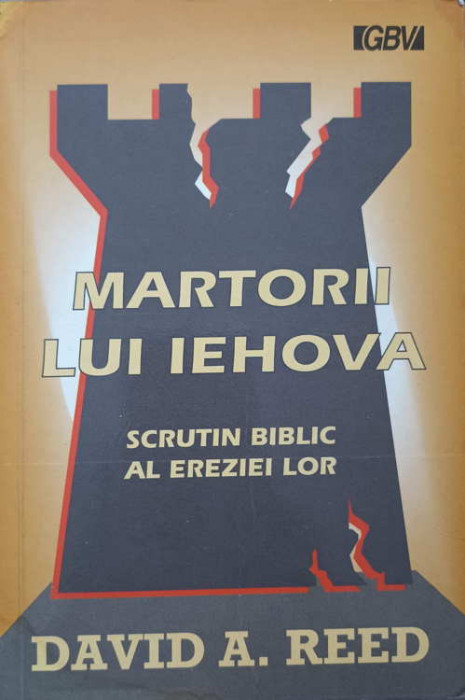 GBV
MARTORII
LUI IEHOVA
SCRUTIN BIBLIC
AL EREZIEI LOR
DAVID A. REED